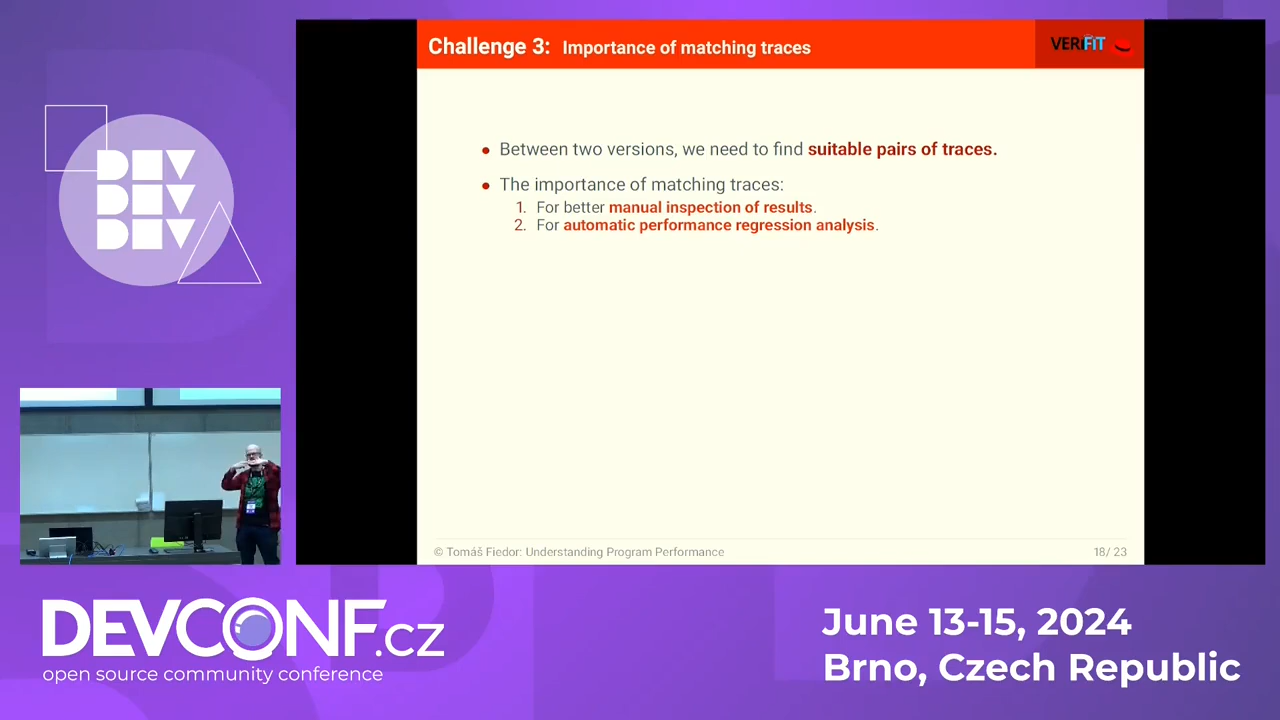 Challenge 3: Importance of matching traces
VERIFIT
DEV
DEV
DEV
• Between two versions, we need to find suitable pairs of traces.
• The importance of matching traces:
1. For better manual inspection of results.
2. For automatic performance regression analysis.
© Tomáš Fiedor: Understanding Program Performance
18/ 23
DEVCONF.cz
open source community conference
June 13-15, 2024
Brno, Czech Republic